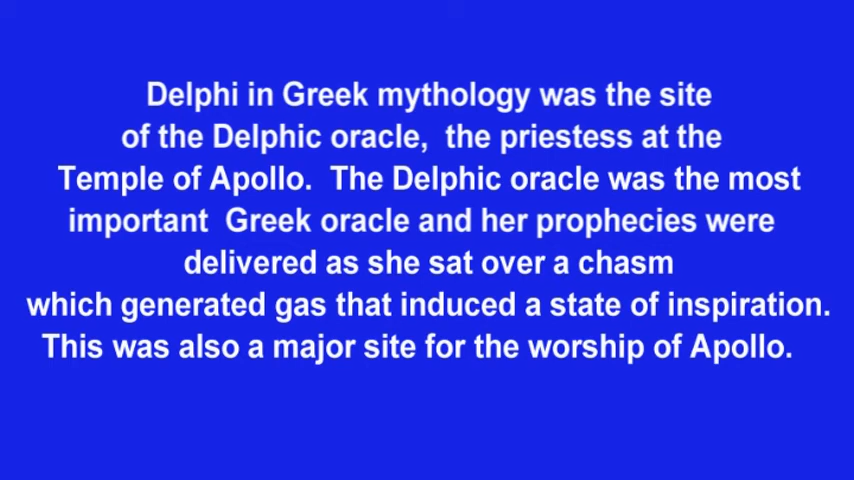 Delphi in Greek mythology was the site
of the Delphic oracle,  the priestess at the
Temple of Apollo.  The Delphic oracle was the most
important  Greek oracle and her prophecies were
delivered as she sat over a chasm
which generated gas that induced a state of inspiration.
This was also a major site for the worship of Apollo.